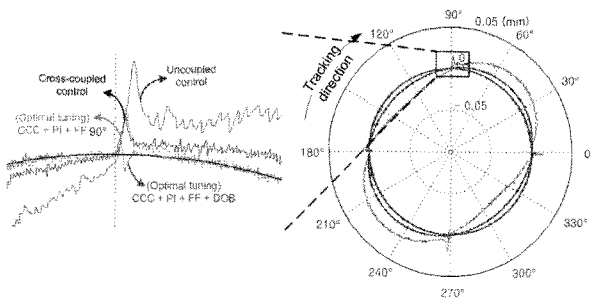 Cross-coupled
control
Uncoupled
control
(Optimal tuning)
CCC + PI + FF
90°
(Optimal tuning)
CCC + PI + FF + DOB
Tracking
direction
90°
0.05 (mm)
120°
60°
30°
0
-0.05
180°
0
210°
330°
240°
300°
270°